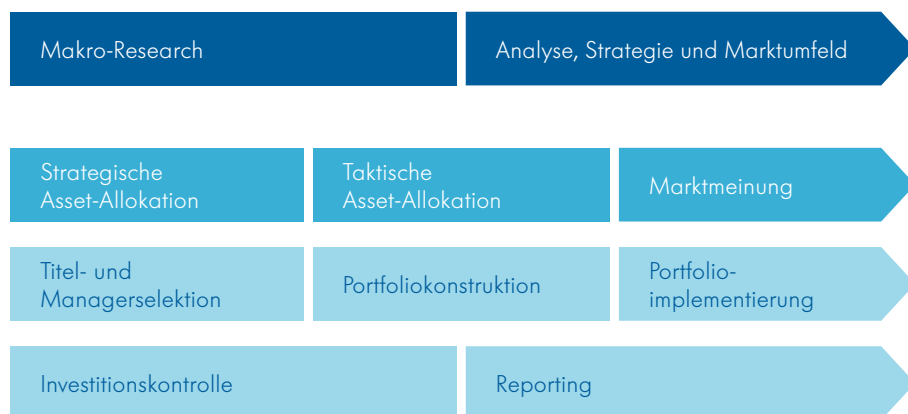 Makro-Research
Analyse, Strategie und Marktumfeld
Strategische
Asset-Allokation
Taktische
Asset-Allokation
Marktmeinung
Titel- und
Managerselektion
Portfoliokonstruktion
Portfolio-
implementierung
Investitionskontrolle
Reporting